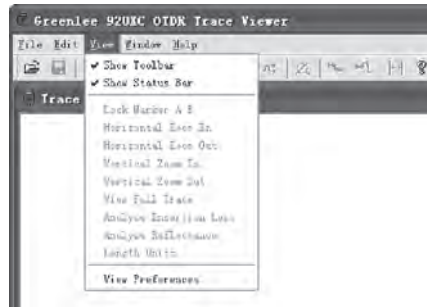 Greenlee 920XC OTDR Trace Viewer
File Edit View Window Help
Show Toolbar
Show Status Bar
Trace
Lock Marker A B
Horizontal Zoom In
Horizontal Zoom Out
Vertical Zoom In
Vertical Zoom Out
View Full Trace
Analyse Insertion Loss
Analyse Reflectance
Length Units
View Preferences